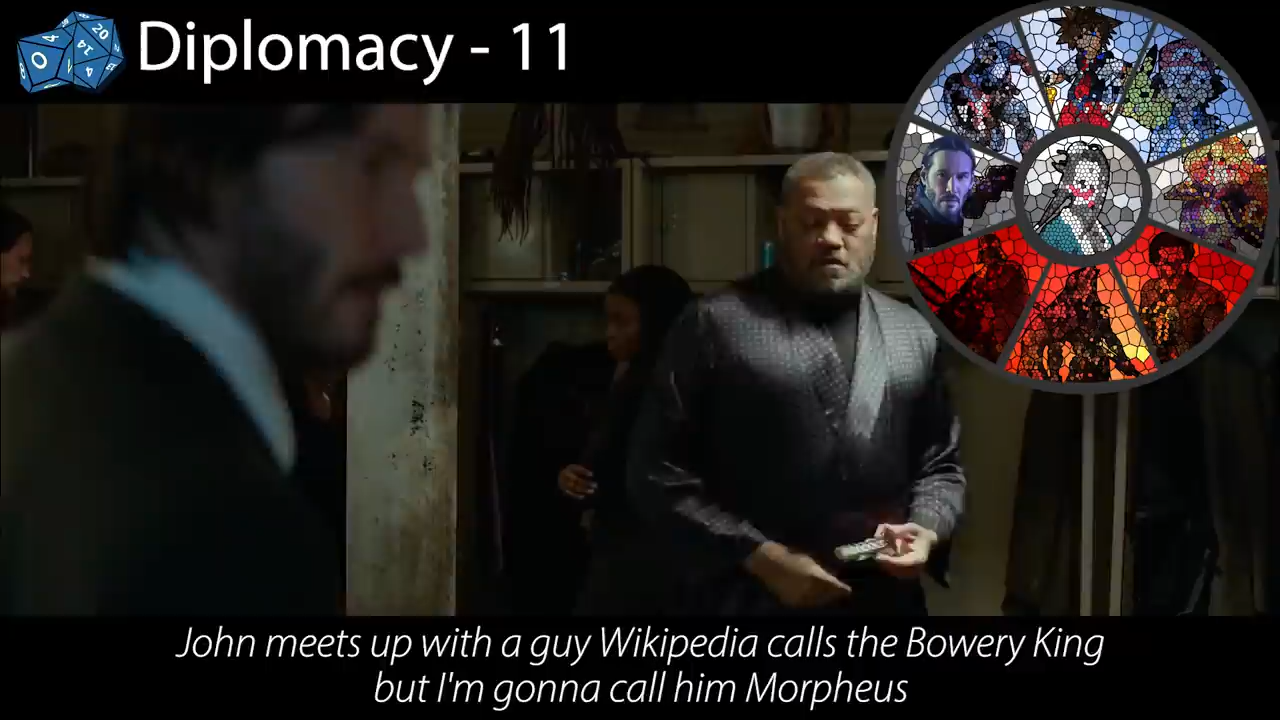 Diplomacy - 11
John meets up with a guy Wikipedia calls the Bowery King
but I'm gonna call him Morpheus